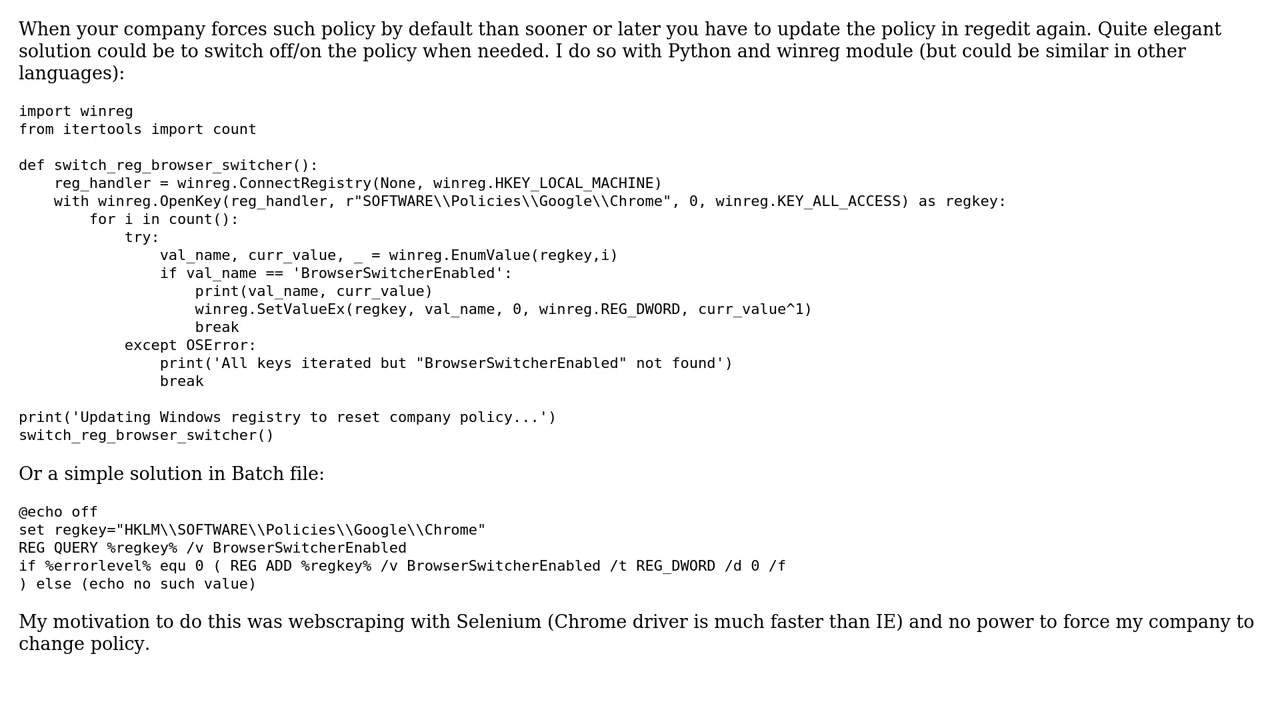 When your company forces such policy by default than sooner or later you have to update the policy in regedit again. Quite elegant
solution could be to switch off/on the policy when needed. I do so with Python and winreg module (but could be similar in other
languages):
import winreg
from itertools import count
def switch_reg_browser_switcher():
    reg_handler = winreg.ConnectRegistry(None, winreg.HKEY_LOCAL_MACHINE)
    with winreg.OpenKey(reg_handler, r"SOFTWARE\\Policies\\Google\\Chrome", 0, winreg.KEY_ALL_ACCESS) as regkey:
        for i in count():
            try:
                val_name, curr_value, _ = winreg.EnumValue(regkey,i)
                if val_name == 'BrowserSwitcherEnabled':
                    print(val_name, curr_value)
                    winreg.SetValueEx(regkey, val_name, 0, winreg.REG_DWORD, curr_value^1)
                    break
            except OSError:
                print('All keys iterated but "BrowserSwitcherEnabled" not found')
                break
print('Updating Windows registry to reset company policy...')
switch_reg_browser_switcher()
Or a simple solution in Batch file:
@echo off
set regkey="HKLM\\SOFTWARE\\Policies\\Google\\Chrome"
REG QUERY %regkey% /v BrowserSwitcherEnabled
if %errorlevel% equ 0 ( REG ADD %regkey% /v BrowserSwitcherEnabled /t REG_DWORD /d 0 /f
) else (echo no such value)
My motivation to do this was webscraping with Selenium (Chrome driver is much faster than IE) and no power to force my company to
change policy.